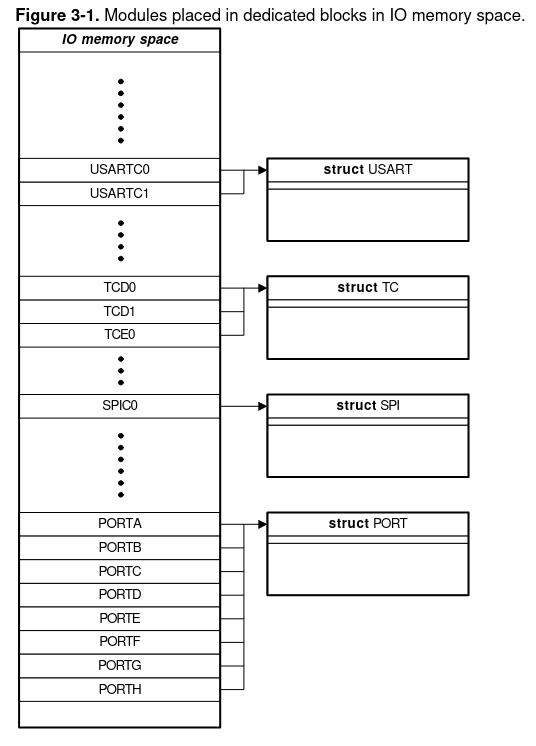 Figure 3-1. Modules placed in dedicated blocks in IO memory space.
IO memory space
USARTC0
struct USART
USARTC1
TCD0
struct TC
TCD1
TCE0
SPIC0
struct SPI
PORTA
struct PORT
PORTB
PORTC
PORTD
PORTE
PORTF
PORTG
PORTH